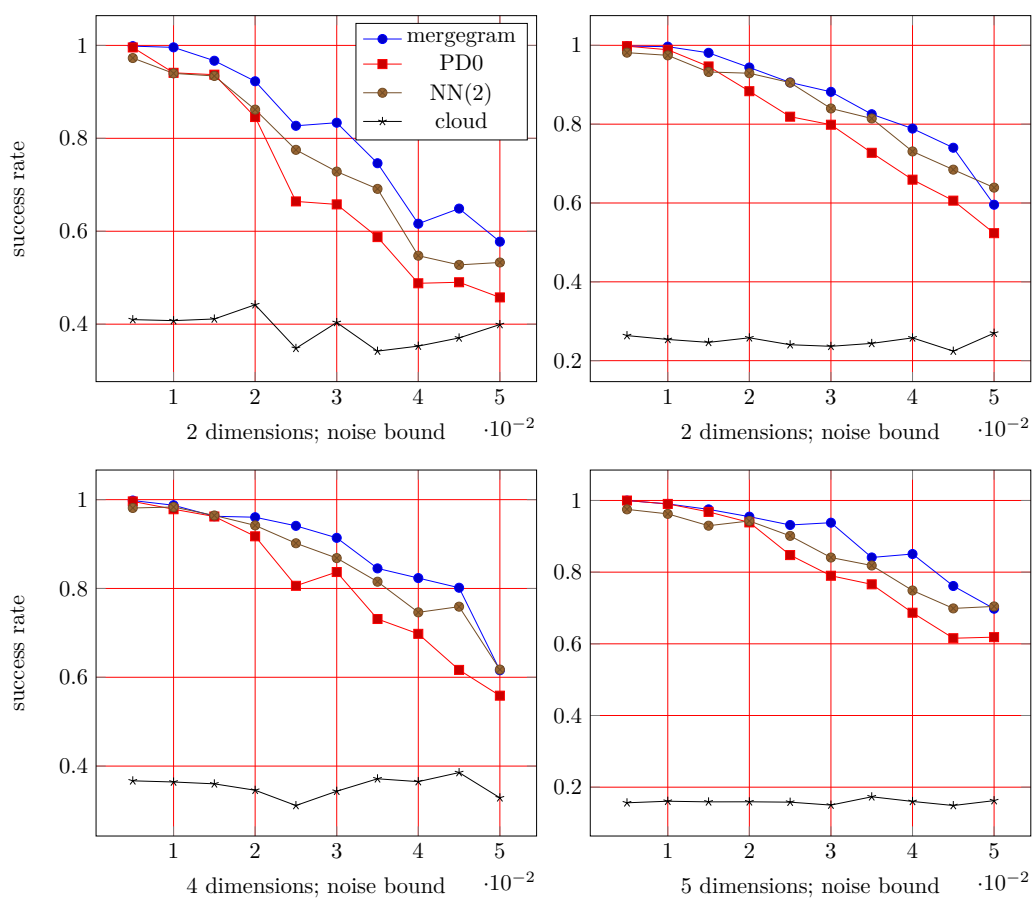 1
0.8
0.6
0.4
success rate
mergegram
PD0
NN(2)
cloud
1 2 3 4 5
2 dimensions; noise bound ·10⁻²
1
0.8
0.6
0.4
0.2
1 2 3 4 5
2 dimensions; noise bound ·10⁻²
1
0.8
0.6
0.4
success rate
1 2 3 4 5
4 dimensions; noise bound ·10⁻²
1
0.8
0.6
0.4
0.2
1 2 3 4 5
5 dimensions; noise bound ·10⁻²